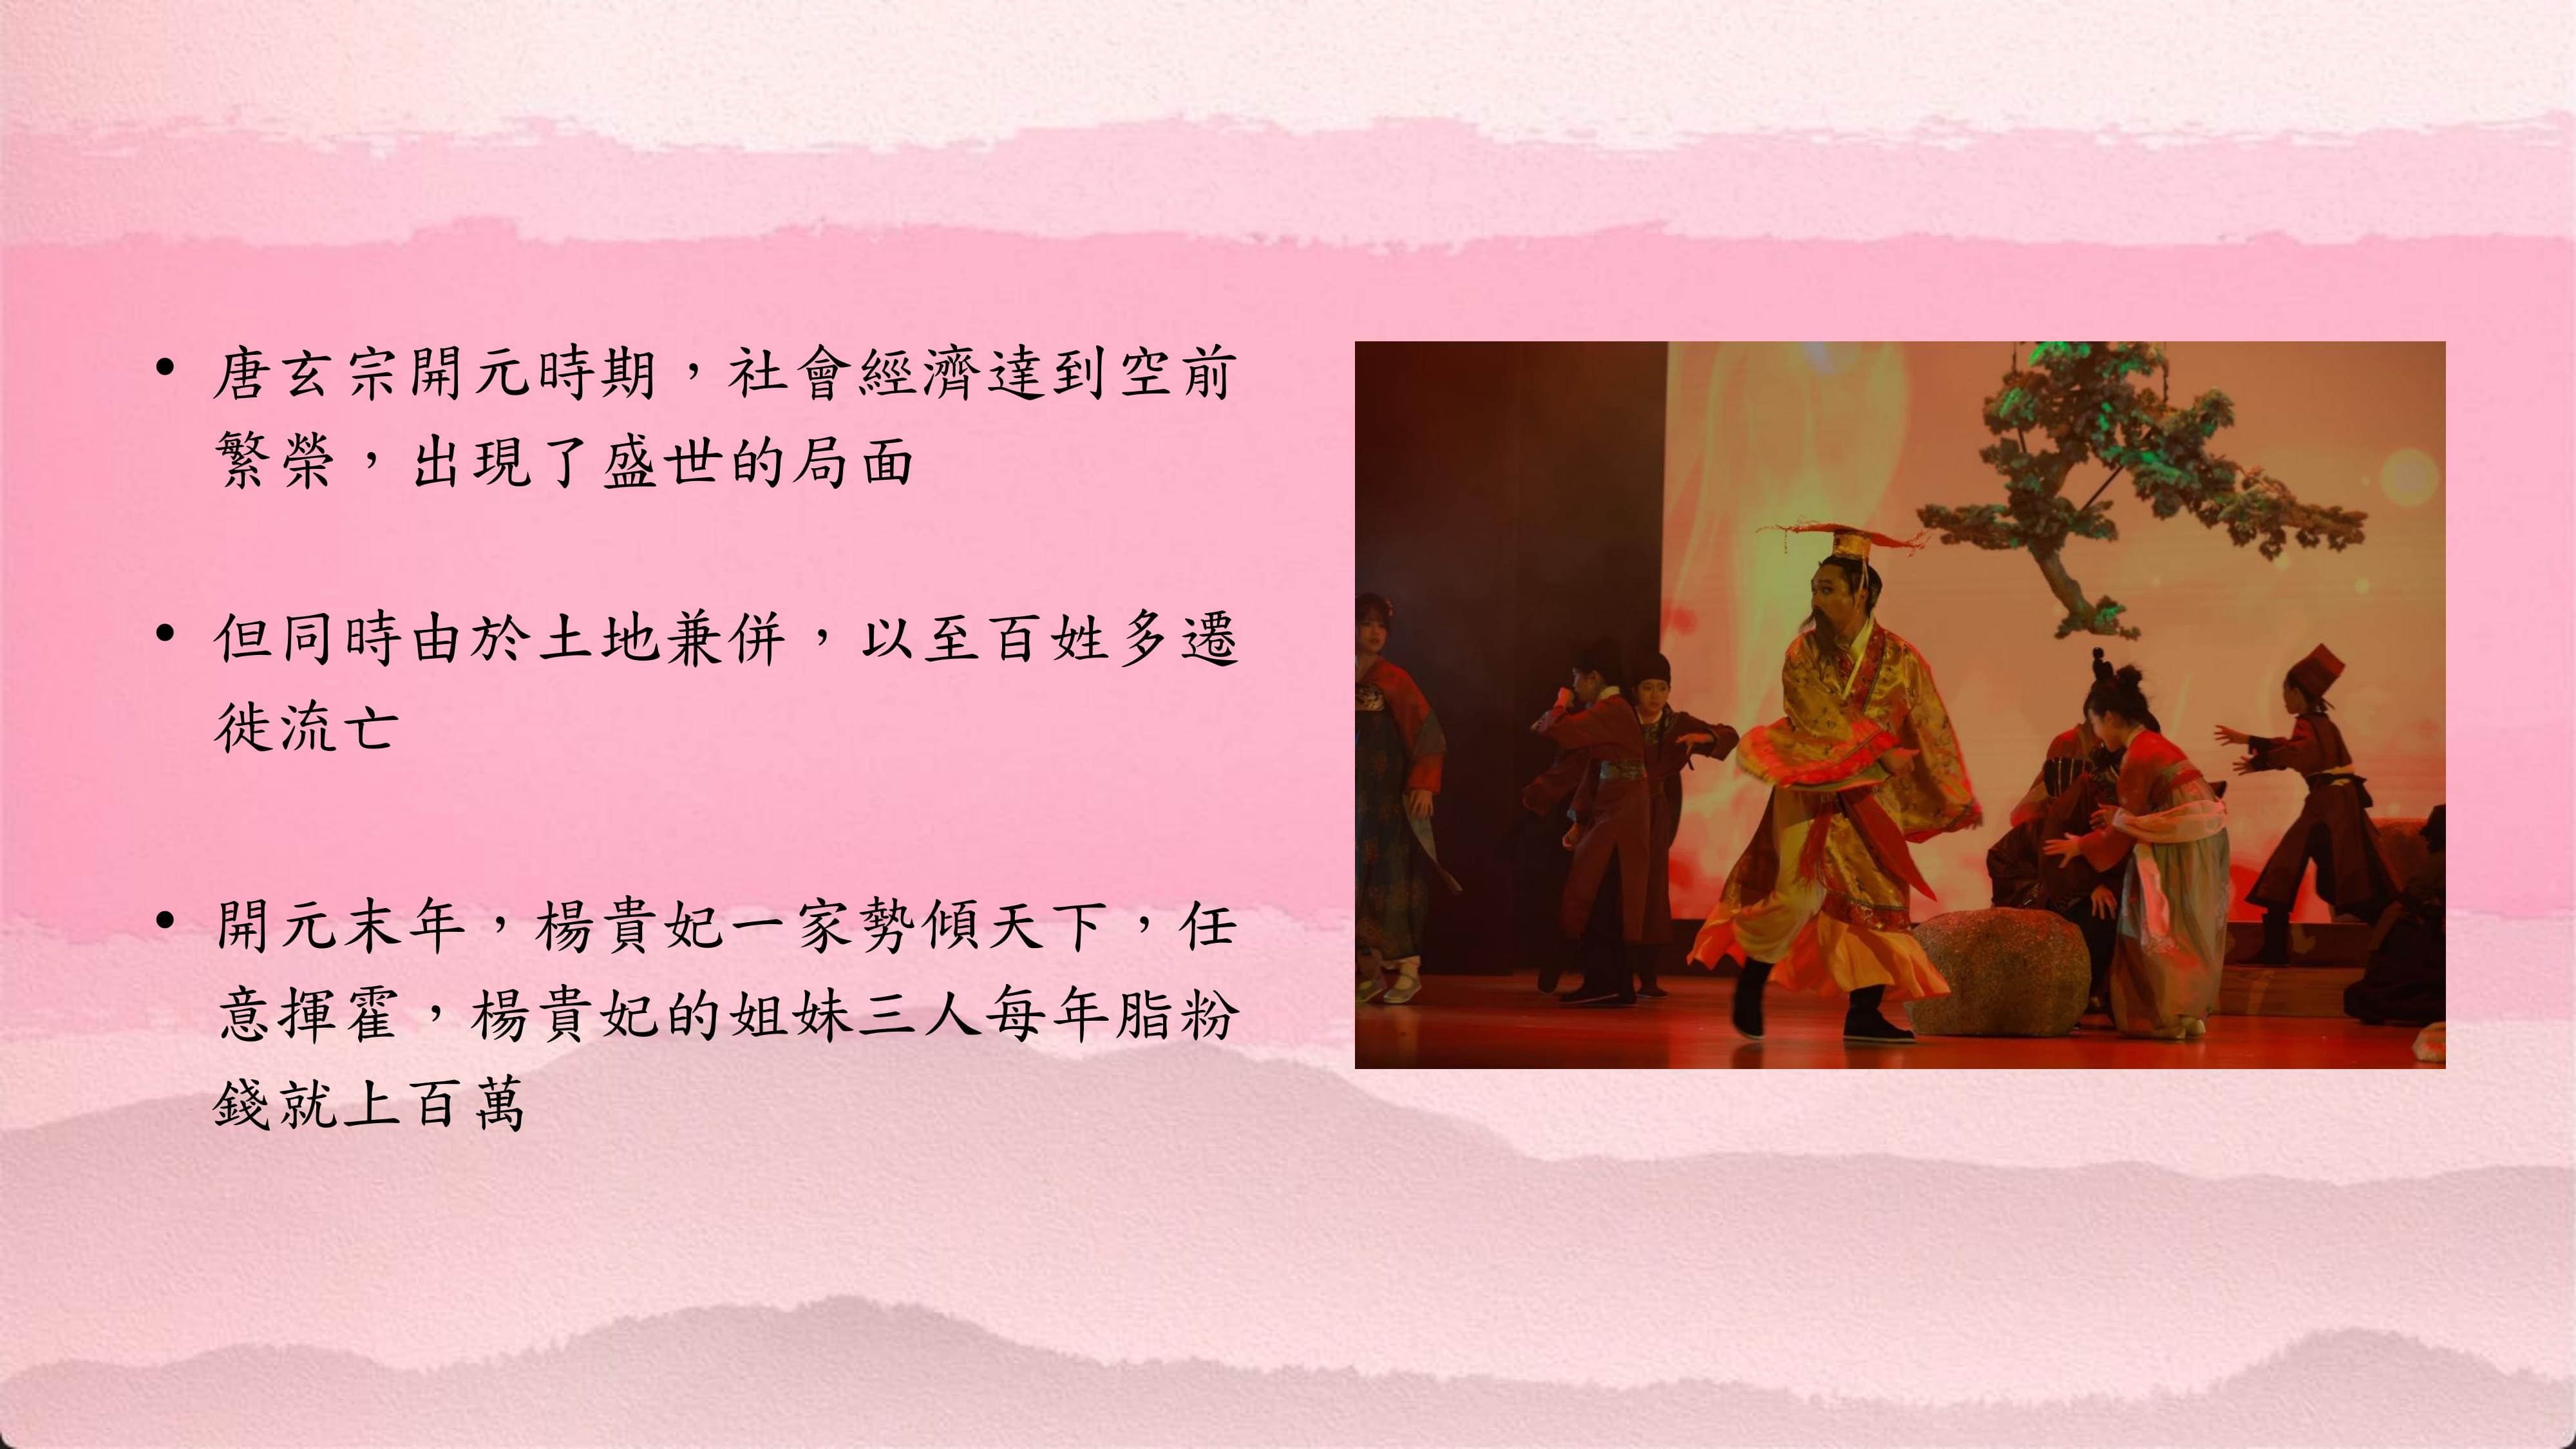 • 唐玄宗開元時期，社會經濟達到空前
繁榮，出現了盛世的局面
• 但同時由於土地兼併，以至百姓多遷
徙流亡
• 開元末年，楊貴妃一家勢傾天下，任
意揮霍，楊貴妃的姐妹三人每年脂粉
錢就上百萬